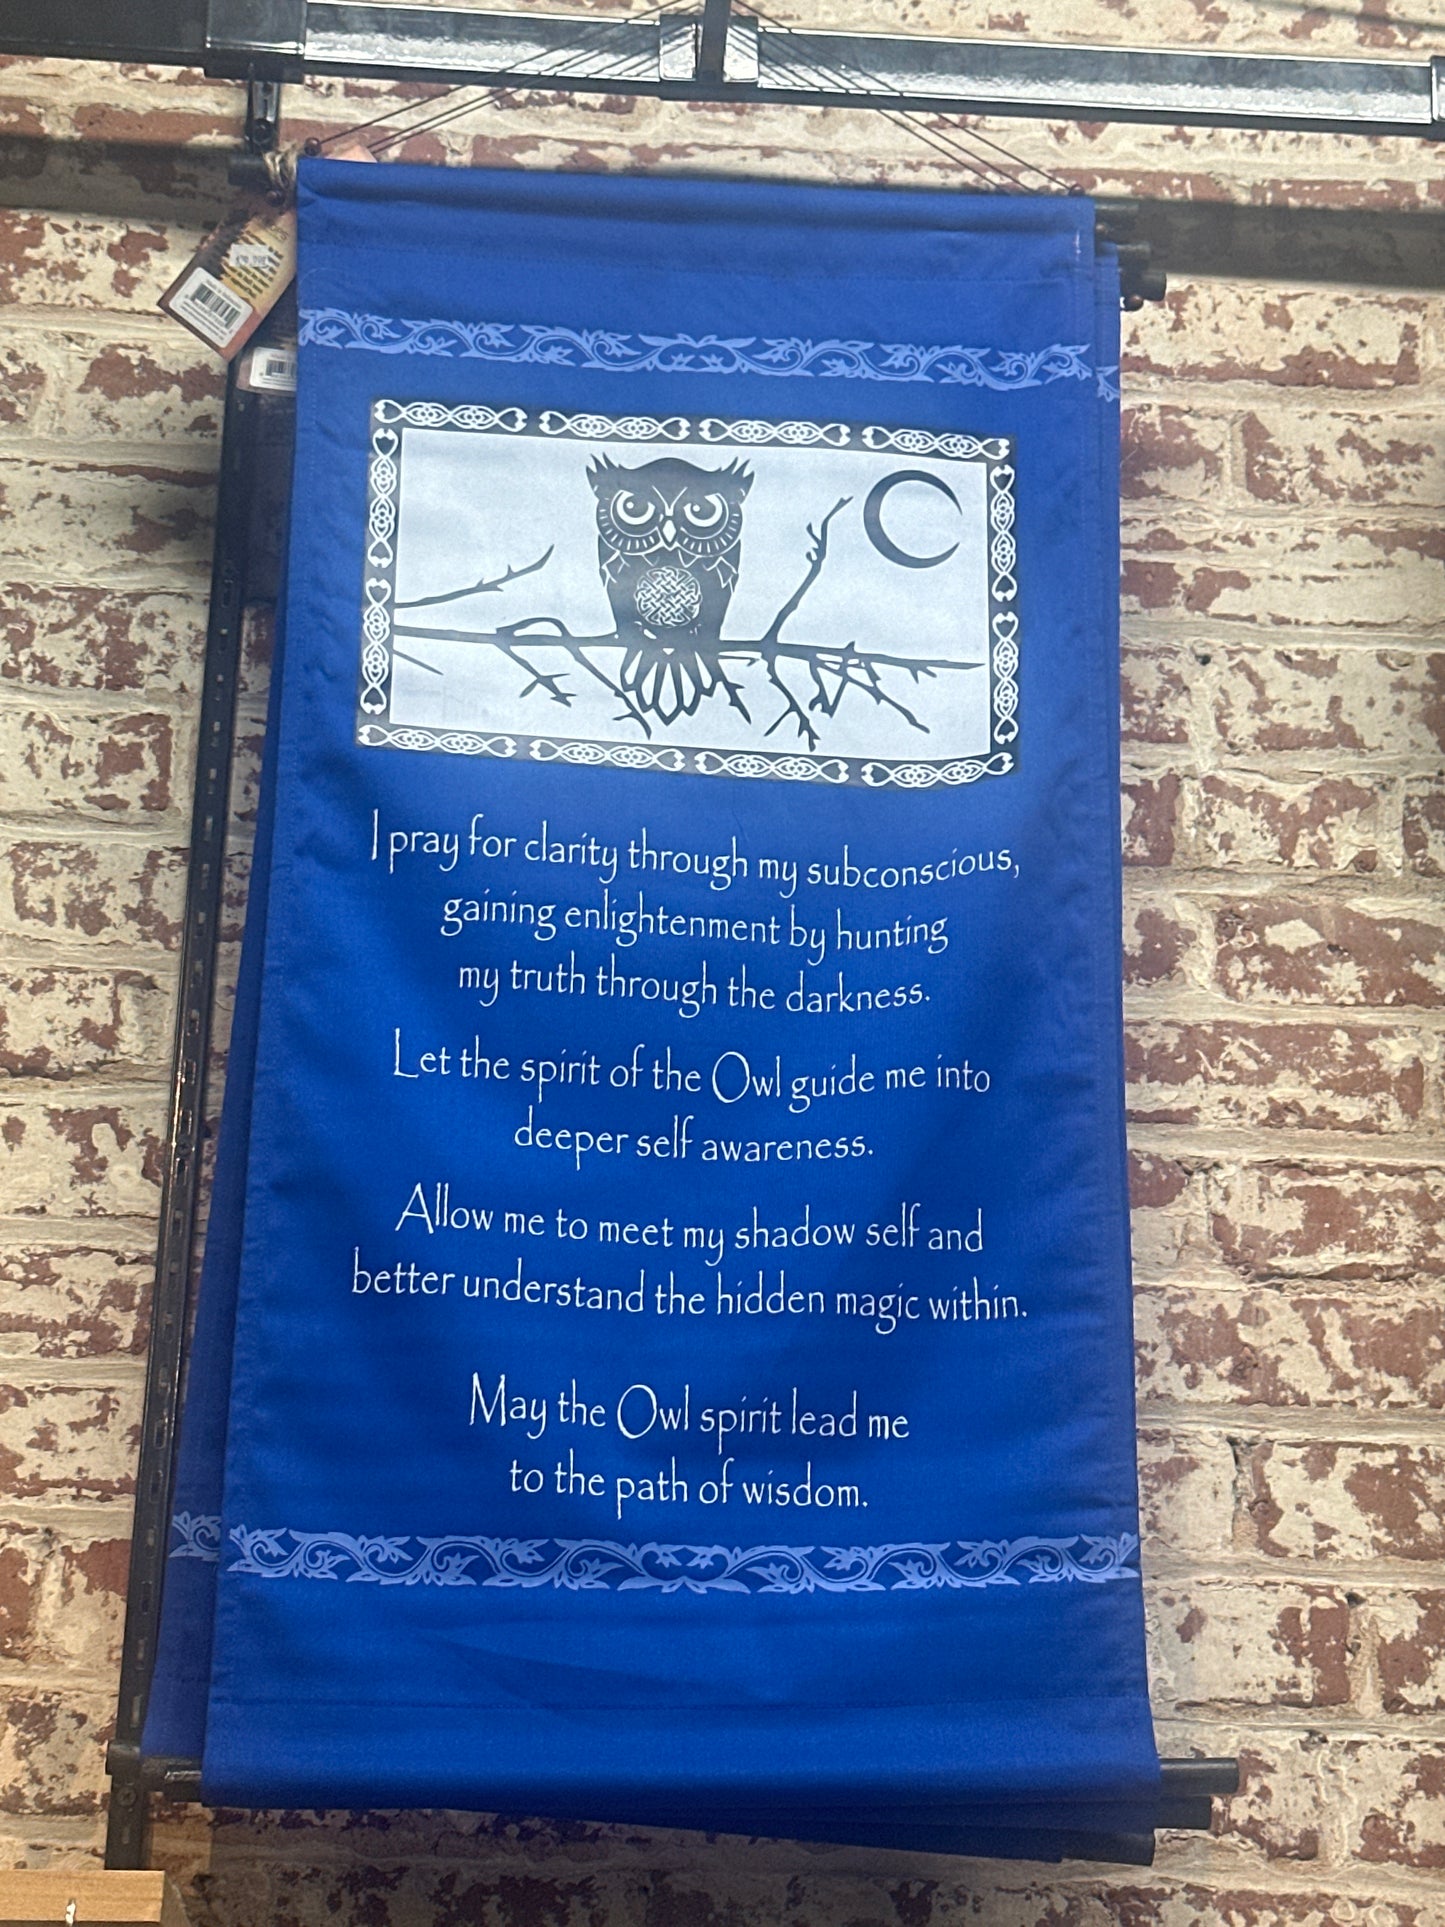 I pray for clarity through my subconscious,
gaining enlightenment by hunting
my truth through the darkness.
Let the spirit of the Owl guide me into
deeper self awareness.
Allow me to meet my shadow self and
better understand the hidden magic within.
May the Owl spirit lead me
to the path of wisdom.